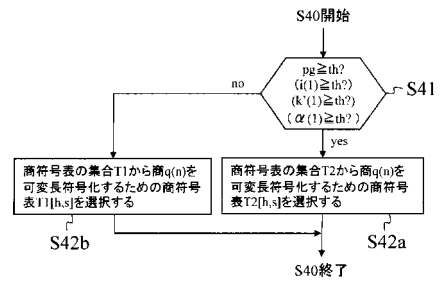 S40開始
pg≧th?
(i(1)≧th?)
(k'(1)≧th?)
(α(1)≧th?)
S41
no
yes
商符号表の集合T1から商q(n)を
可変長符号化するための商符号
表T1[h,s]を選択する
S42b
商符号表の集合T2から商q(n)を
可変長符号化するための商符号
表T2[h,s]を選択する
S42a
S40終了